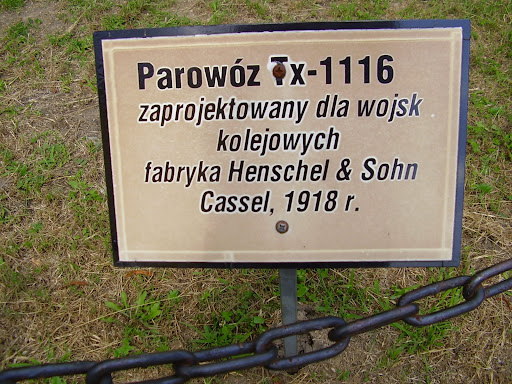 Parowóz Tx-1116
zaprojektowany dla wojsk
kolejowych
fabryka Henschel & Sohn
Cassel, 1918 r.